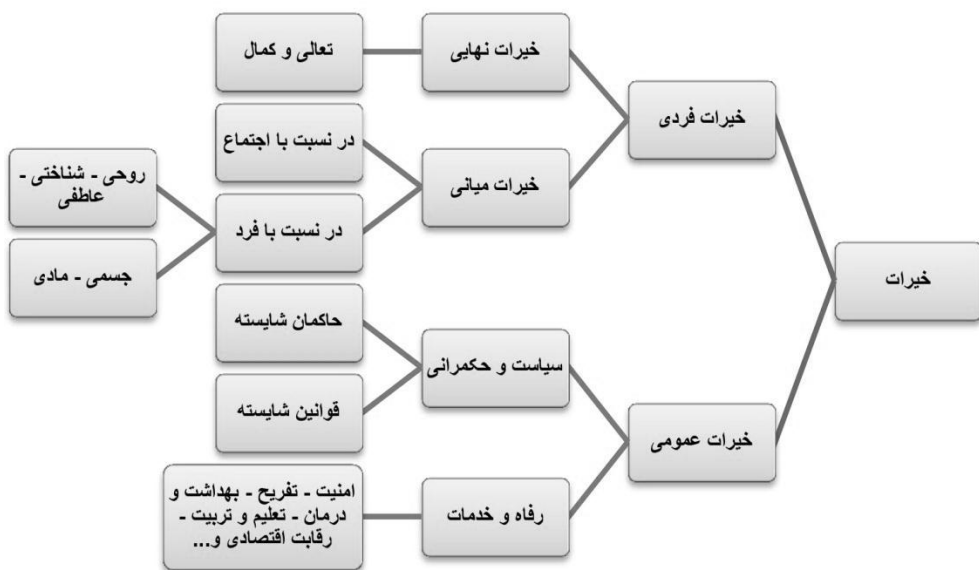 خیرات
خیرات فردی
خیرات نهایی
تعالی و کمال
خیرات میانی
در نسبت با اجتماع
در نسبت با فرد
روحی - شناختی -
عاطفی
جسمی - مادی
خیرات عمومی
سیاست و حکمرانی
حاکمان شایسته
قوانین شایسته
رفاه و خدمات
امنیت - تفریح - بهداشت و
درمان - تعلیم و تربیت -
رقابت اقتصادی و...